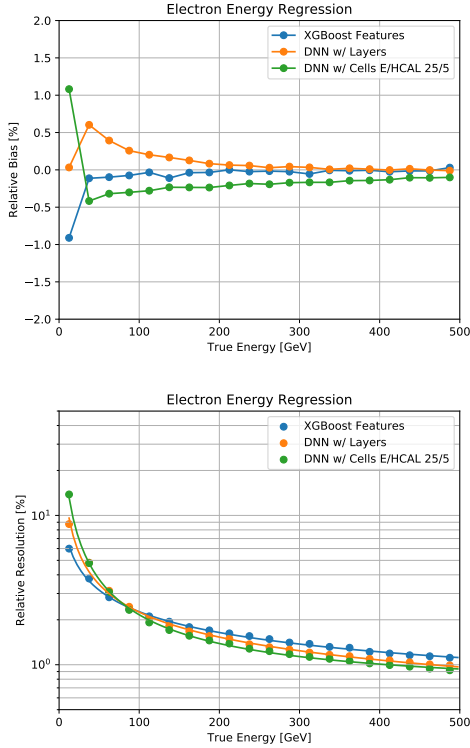 Electron Energy Regression
2.0
1.5
1.0
0.5
0.0
−0.5
−1.0
−1.5
−2.0
Relative Bias [%]
XGBoost Features
DNN w/ Layers
DNN w/ Cells E/HCAL 25/5
0 100 200 300 400 500
True Energy [GeV]
Electron Energy Regression
10¹
10⁰
Relative Resolution [%]
XGBoost Features
DNN w/ Layers
DNN w/ Cells E/HCAL 25/5
0 100 200 300 400 500
True Energy [GeV]